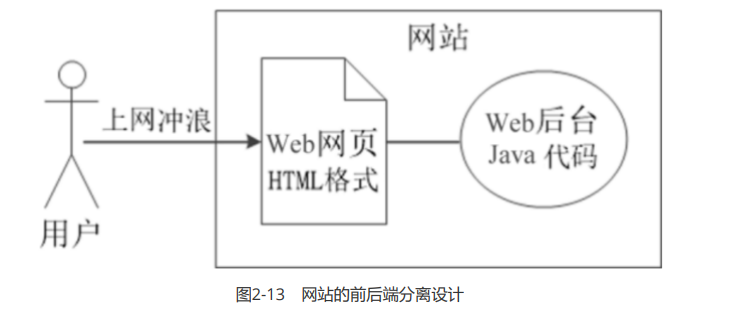 网站
上网冲浪
Web网页
HTML格式
Web后台
Java 代码
用户
图2-13 网站的前后端分离设计